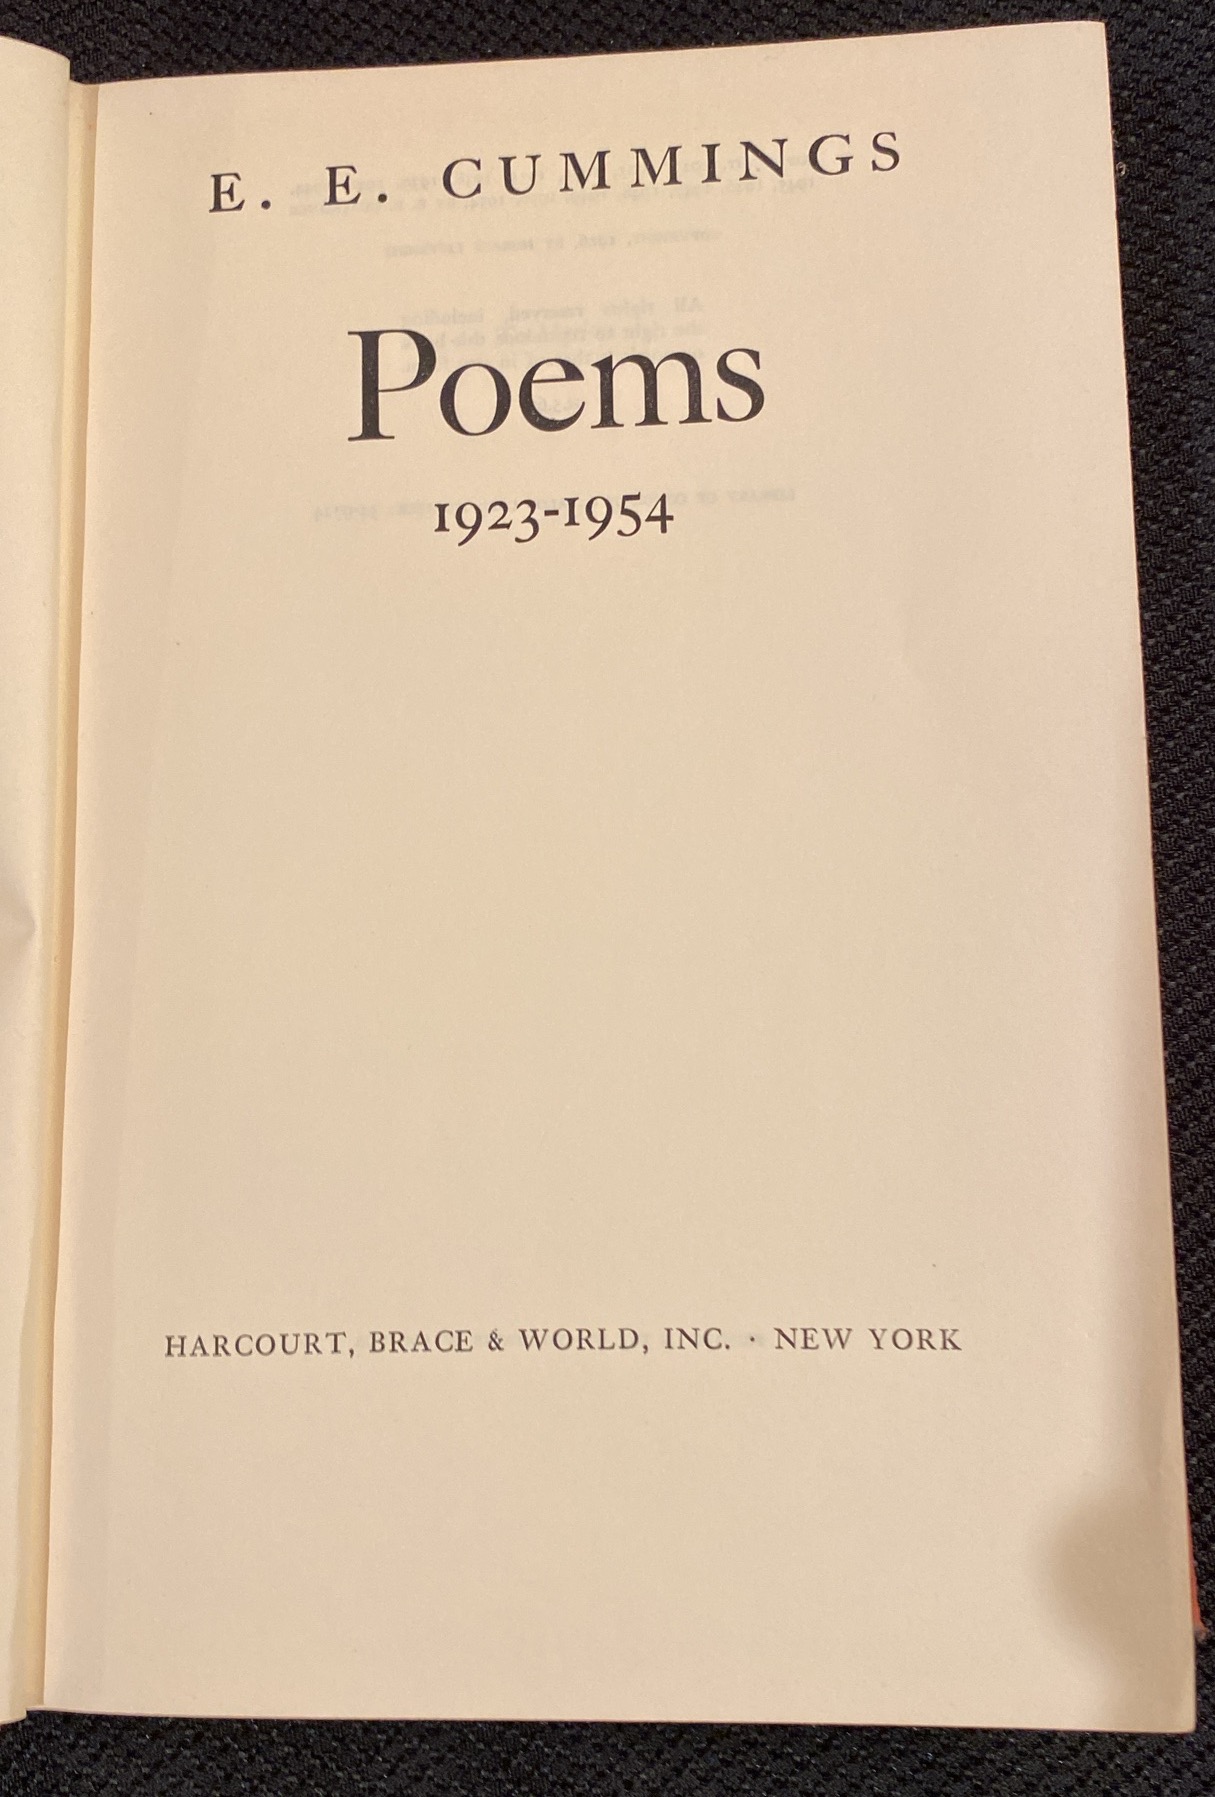 E. E. CUMMINGS
Poems
1923-1954
HARCOURT, BRACE & WORLD, INC. · NEW YORK